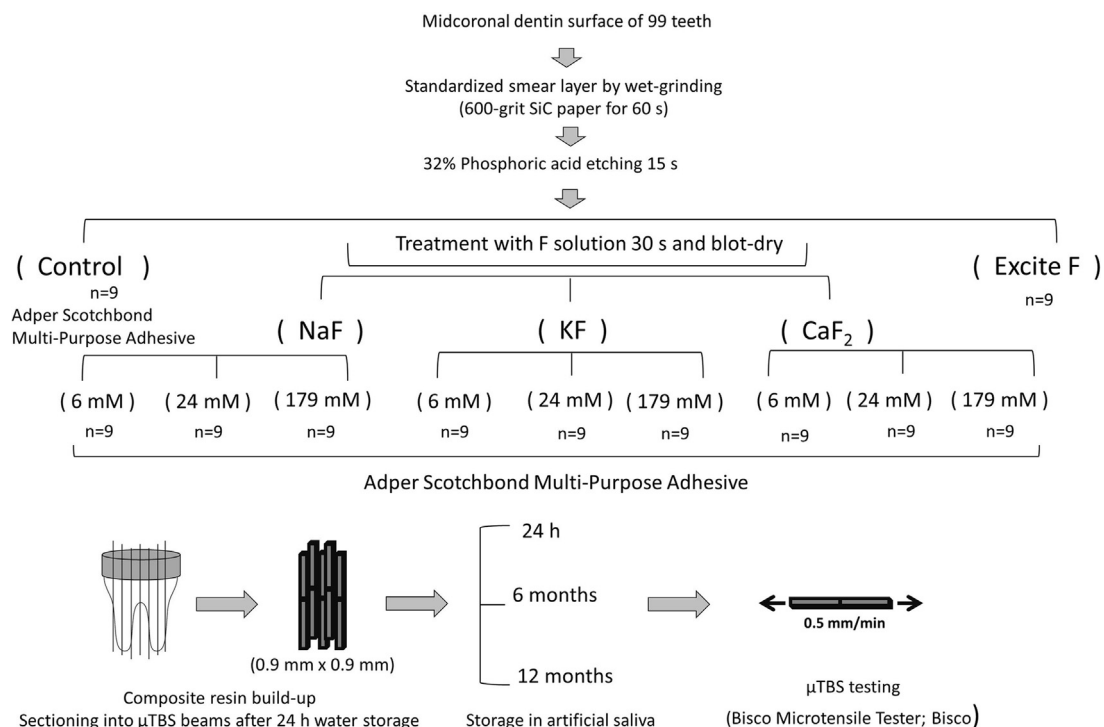 Midcoronal dentin surface of 99 teeth
Standardized smear layer by wet-grinding
(600-grit SiC paper for 60 s)
32% Phosphoric acid etching 15 s
Treatment with F solution 30 s and blot-dry
( Control )
n=9
Adper Scotchbond
Multi-Purpose Adhesive
( Excite F )
n=9
( NaF ) ( KF ) ( CaF₂ )
( 6 mM ) ( 24 mM ) ( 179 mM ) ( 6 mM ) ( 24 mM ) ( 179 mM ) ( 6 mM ) ( 24 mM ) ( 179 mM )
n=9 n=9 n=9 n=9 n=9 n=9 n=9 n=9 n=9
Adper Scotchbond Multi-Purpose Adhesive
24 h
6 months
12 months
(0.9 mm x 0.9 mm)
0.5 mm/min
Composite resin build-up
Sectioning into μTBS beams after 24 h water storage
Storage in artificial saliva
μTBS testing
(Bisco Microtensile Tester; Bisco)